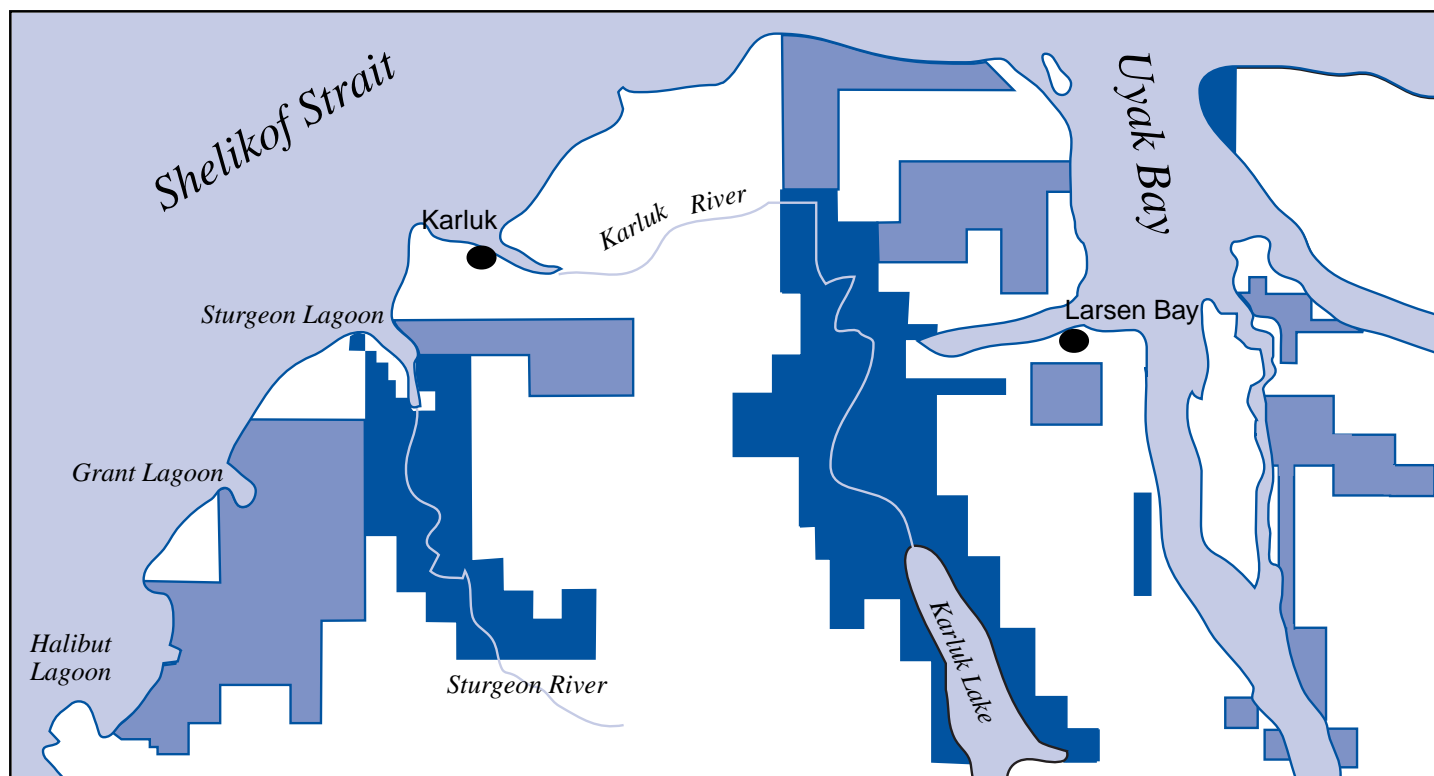 Shelikof Strait
Uyak Bay
Karluk
Karluk River
Sturgeon Lagoon
Larsen Bay
Grant Lagoon
Halibut
Lagoon
Karluk Lake
Sturgeon River